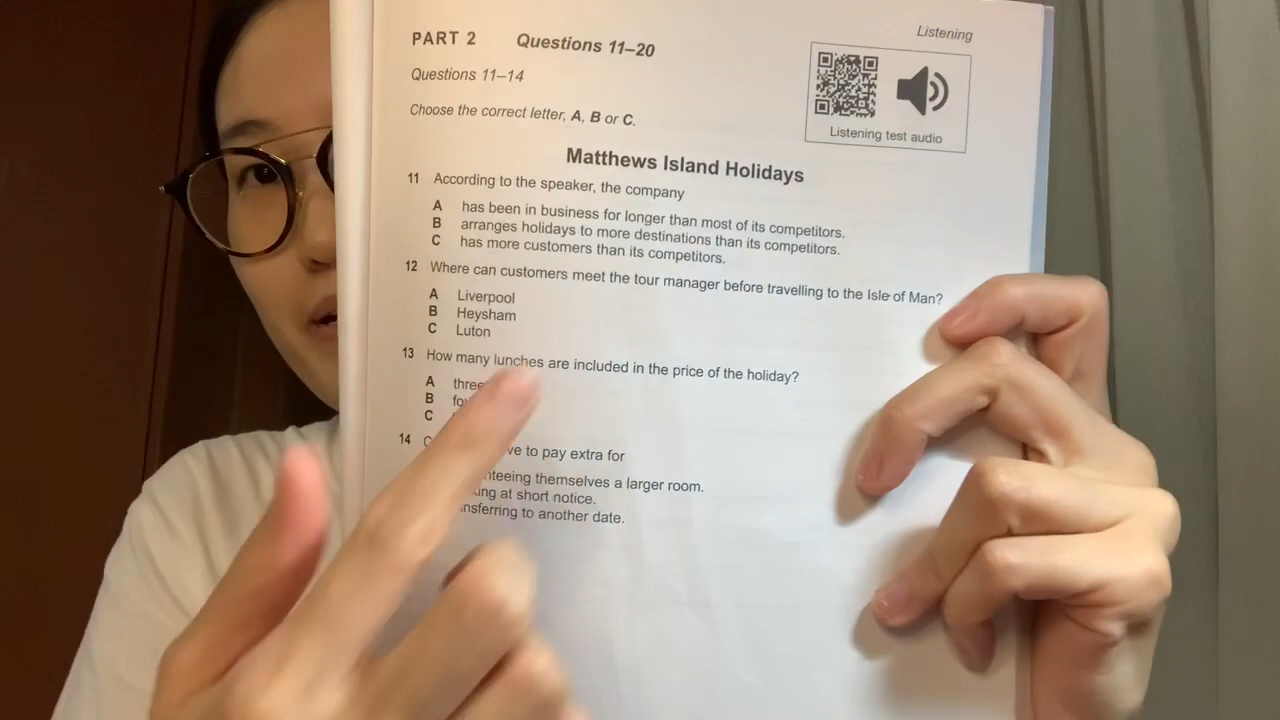 Listening
PART 2 Questions 11–20
Questions 11–14
Choose the correct letter, A, B or C.
Listening test audio
Matthews Island Holidays
11 According to the speaker, the company
A has been in business for longer than most of its competitors.
B arranges holidays to more destinations than its competitors.
C has more customers than its competitors.
12 Where can customers meet the tour manager before travelling to the Isle of Man?
A Liverpool
B Heysham
C Luton
13 How many lunches are included in the price of the holiday?
A three
B
C
14 to pay extra for
themselves a larger room.
at short notice.
to another date.